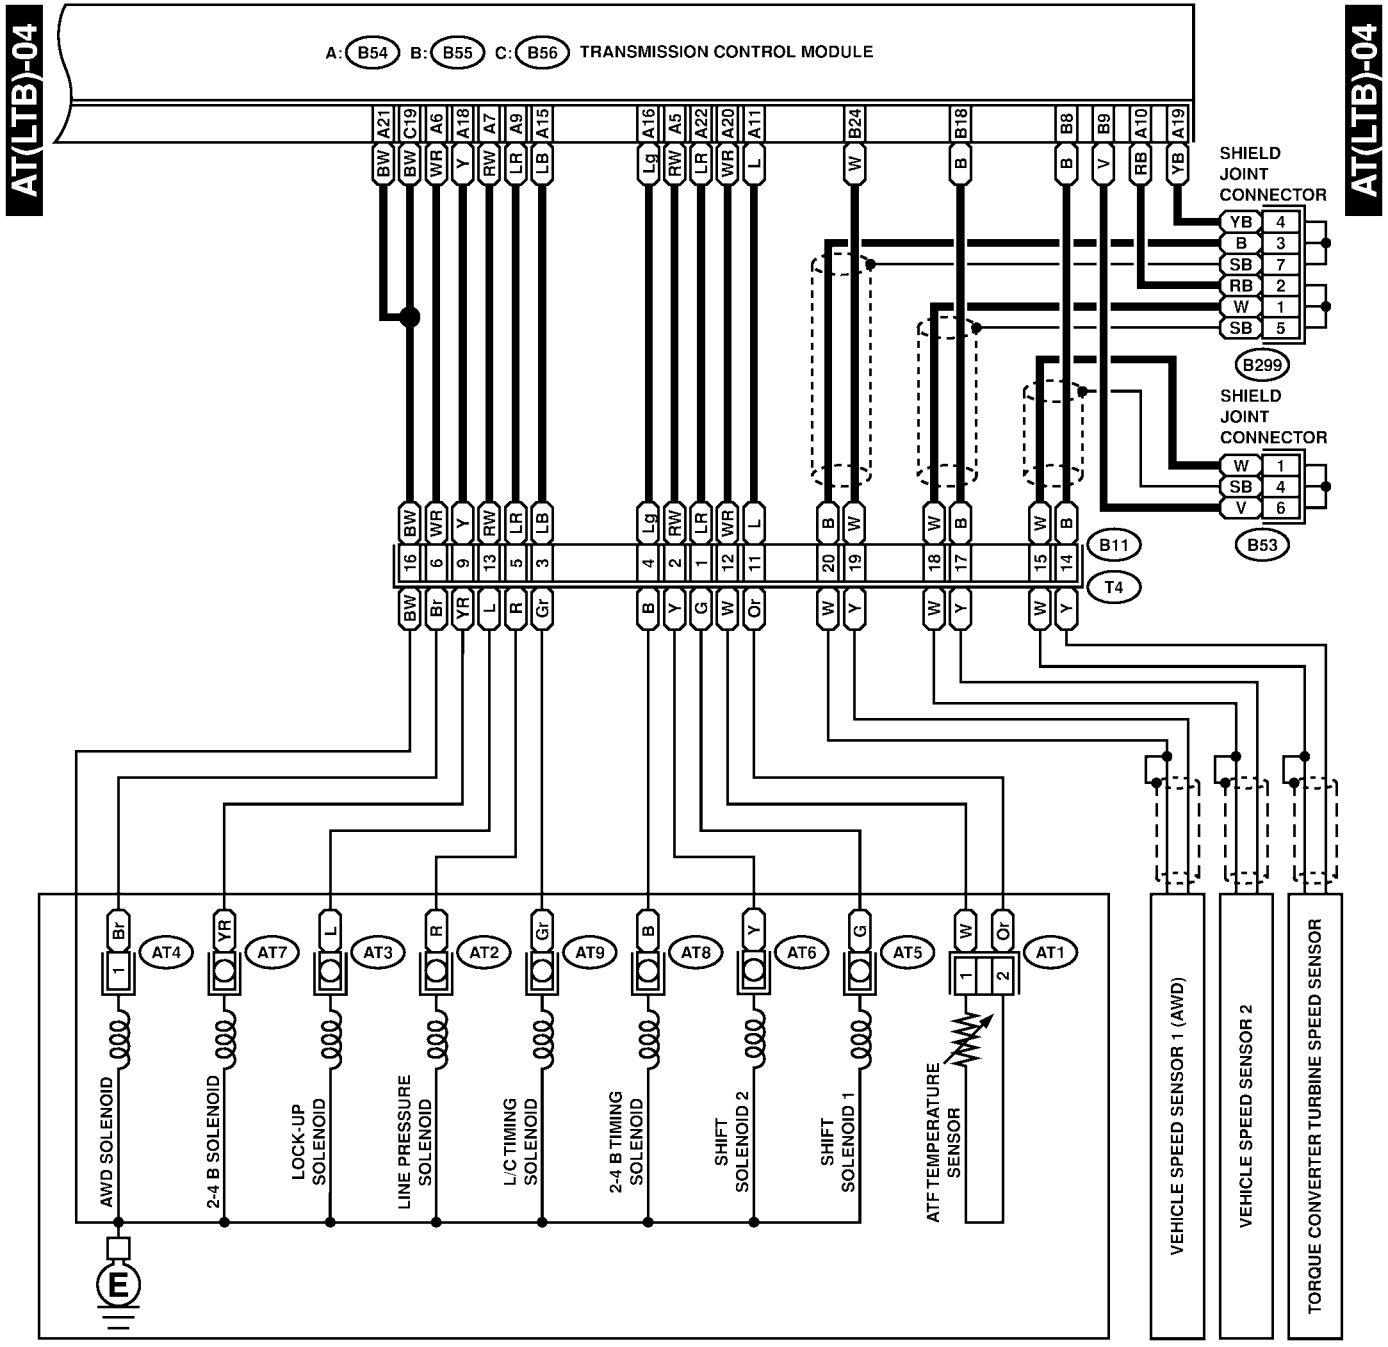 AT(LTB)-04
AT(LTB)-04
A: B54 B: B55 C: B56 TRANSMISSION CONTROL MODULE
A21 C19 A6 A18 A7 A9 A15 A16 A5 A22 A20 A11 B24 B18 B8 B9 A10 A19
BW BW WR Y RW LR LB Lg RW LR WR L W B B V RB YB
SHIELD
JOINT
CONNECTOR
YB 4
B 3
SB 7
RB 2
W 1
SB 5
B299
SHIELD
JOINT
CONNECTOR
W 1
SB 4
V 6
B53
BW WR Y RW LR LB Lg RW LR WR L B W W B W B
B11
16 6 9 13 5 3 4 2 1 12 11 20 19 18 17 15 14
T4
BW Br YR L R Gr B Y G W Or W Y W Y W Y
Br YR L R Gr B Y G W Or
AT4 AT7 AT3 AT2 AT9 AT8 AT6 AT5 AT1
1 1 2
AWD SOLENOID
2-4 B SOLENOID
LOCK-UP
SOLENOID
LINE PRESSURE
SOLENOID
L/C TIMING
SOLENOID
2-4 B TIMING
SOLENOID
SHIFT
SOLENOID 2
SHIFT
SOLENOID 1
ATF TEMPERATURE
SENSOR
VEHICLE SPEED SENSOR 1 (AWD)
VEHICLE SPEED SENSOR 2
TORQUE CONVERTER TURBINE SPEED SENSOR
E